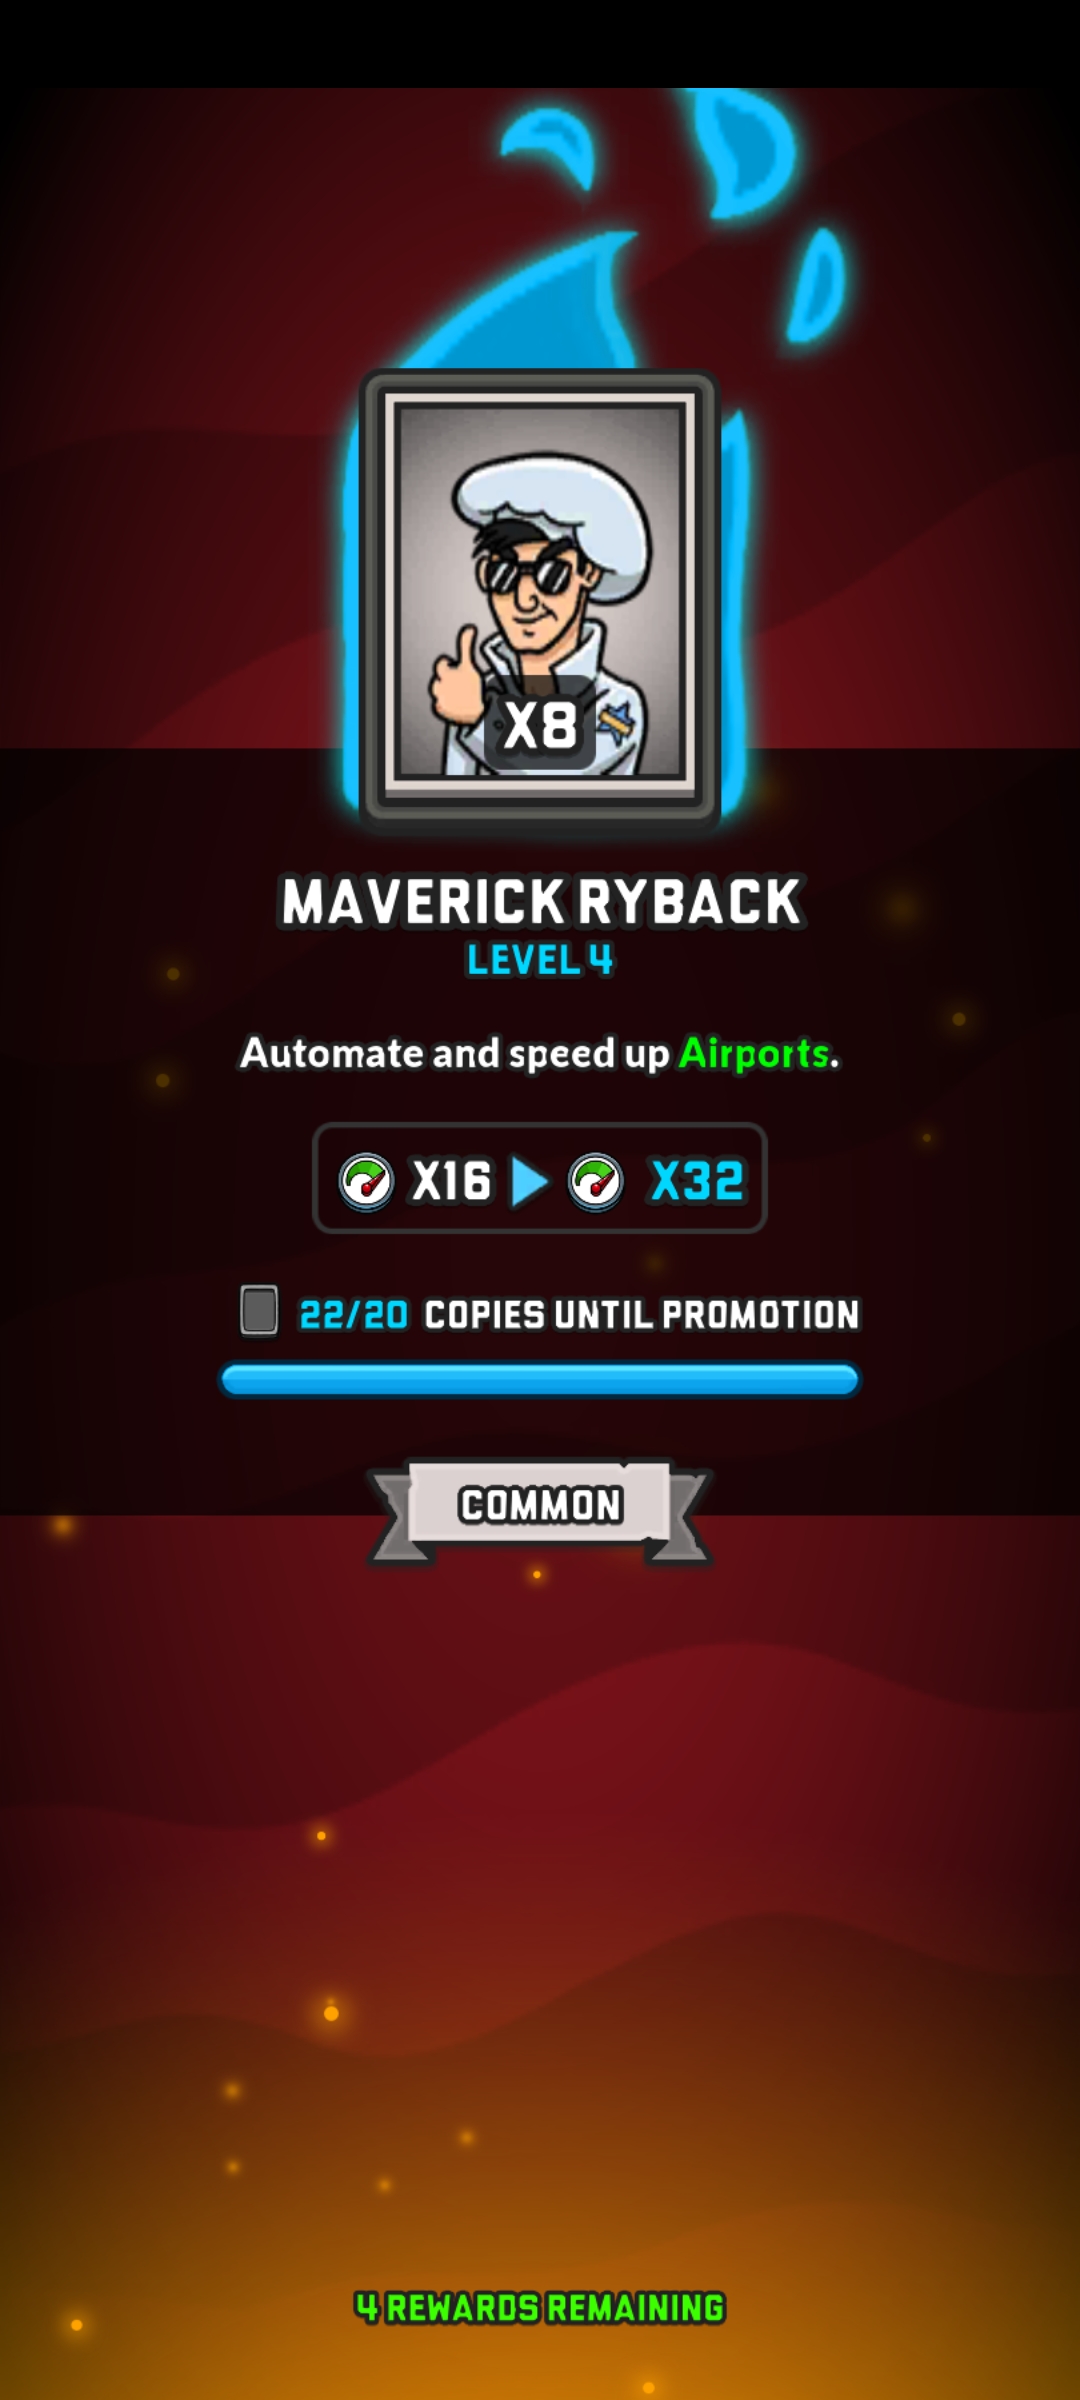 X8
MAVERICK RYBACK
LEVEL 4
Automate and speed up Airports.
X16 X32
22/20 COPIES UNTIL PROMOTION
COMMON
4 REWARDS REMAINING